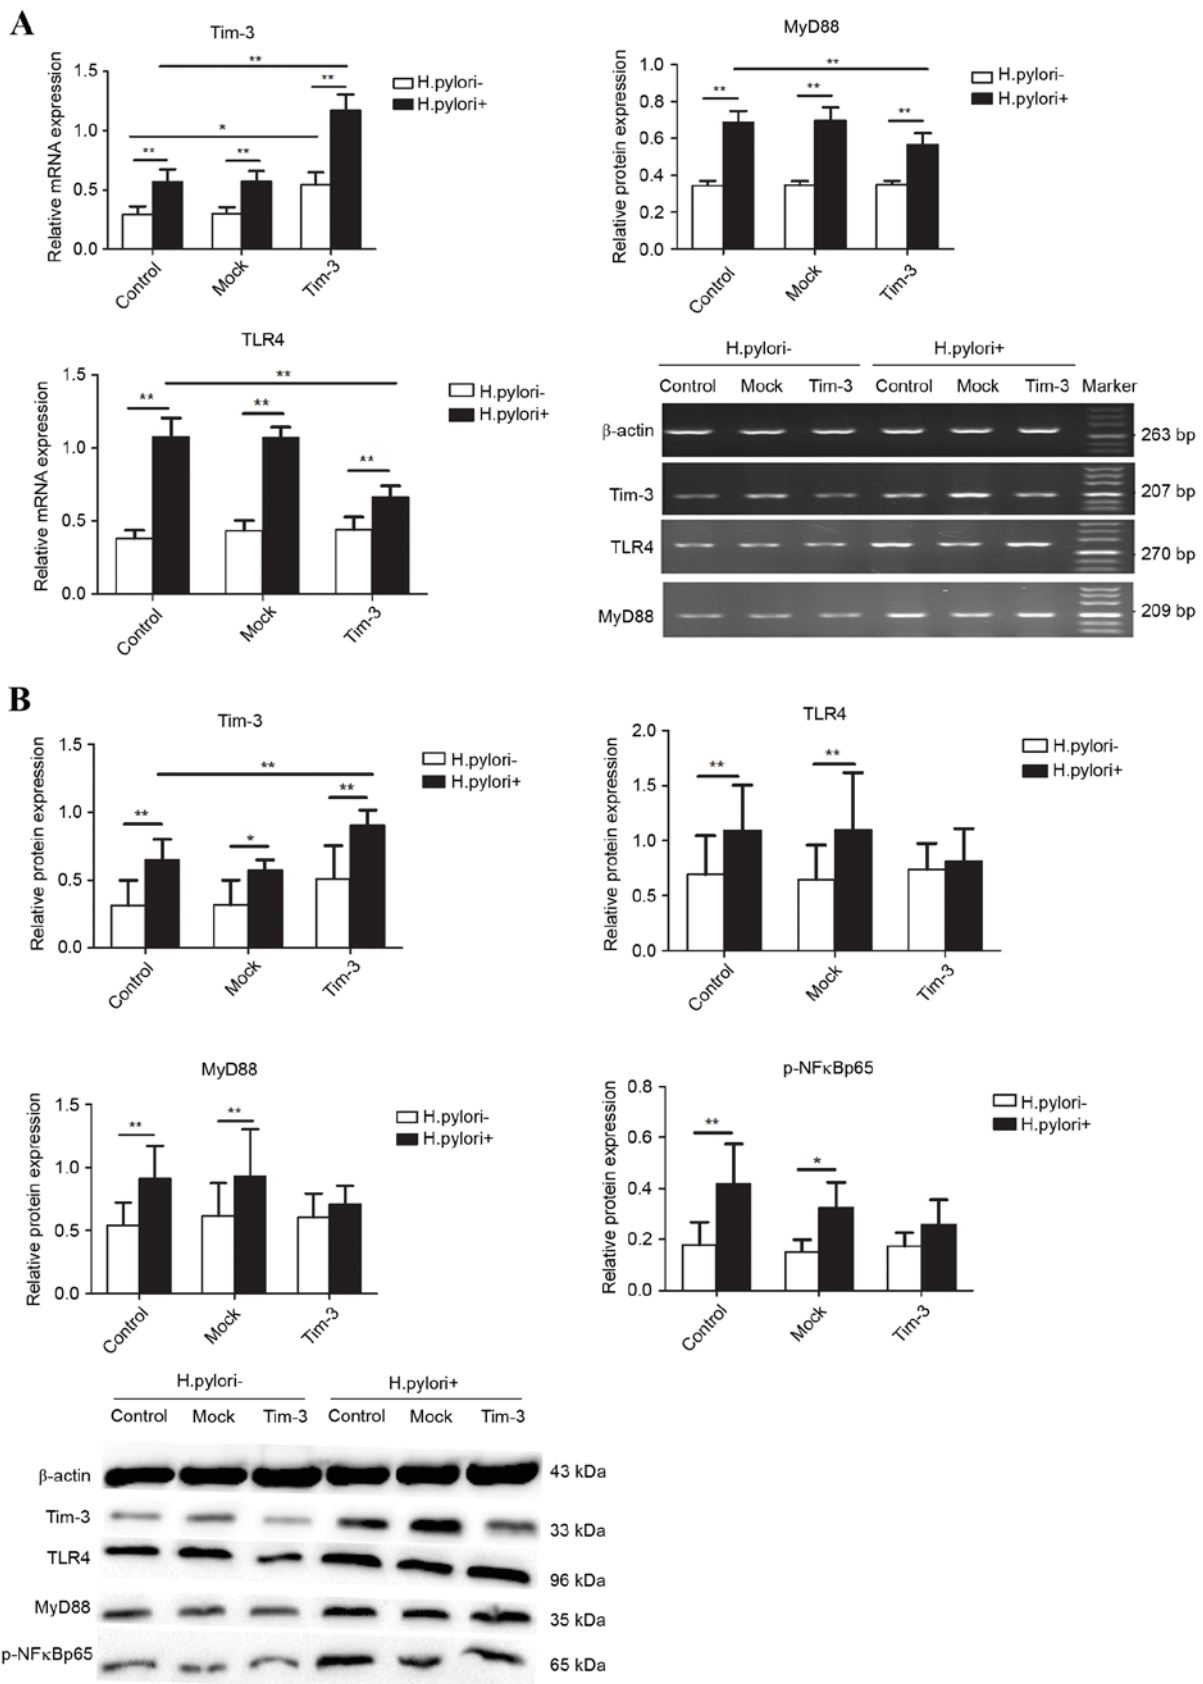 A
Tim-3
Relative mRNA expression
1.5
1.0
0.5
0.0
**
*
**
**
**
H.pylori-
H.pylori+
Control
Mock
Tim-3
MyD88
Relative protein expression
1.0
0.8
0.6
0.4
0.2
0.0
**
**
**
**
H.pylori-
H.pylori+
Control
Mock
Tim-3
TLR4
Relative mRNA expression
1.5
1.0
0.5
0.0
**
**
**
**
H.pylori-
H.pylori+
Control
Mock
Tim-3
H.pylori- H.pylori+
Control Mock Tim-3 Control Mock Tim-3 Marker
β-actin 263 bp
Tim-3 207 bp
TLR4 270 bp
MyD88 209 bp
B
Tim-3
Relative protein expression
1.5
1.0
0.5
0.0
**
**
*
**
H.pylori-
H.pylori+
Control
Mock
Tim-3
TLR4
Relative protein expression
2.0
1.5
1.0
0.5
0.0
**
**
H.pylori-
H.pylori+
Control
Mock
Tim-3
MyD88
Relative protein expression
1.5
1.0
0.5
0.0
**
**
H.pylori-
H.pylori+
Control
Mock
Tim-3
p-NFκBp65
Relative protein expression
0.8
0.6
0.4
0.2
0.0
**
*
H.pylori-
H.pylori+
Control
Mock
Tim-3
H.pylori- H.pylori+
Control Mock Tim-3 Control Mock Tim-3
β-actin 43 kDa
Tim-3 33 kDa
TLR4 96 kDa
MyD88 35 kDa
p-NFκBp65 65 kDa